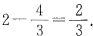 2 − 4/3 = 2/3.